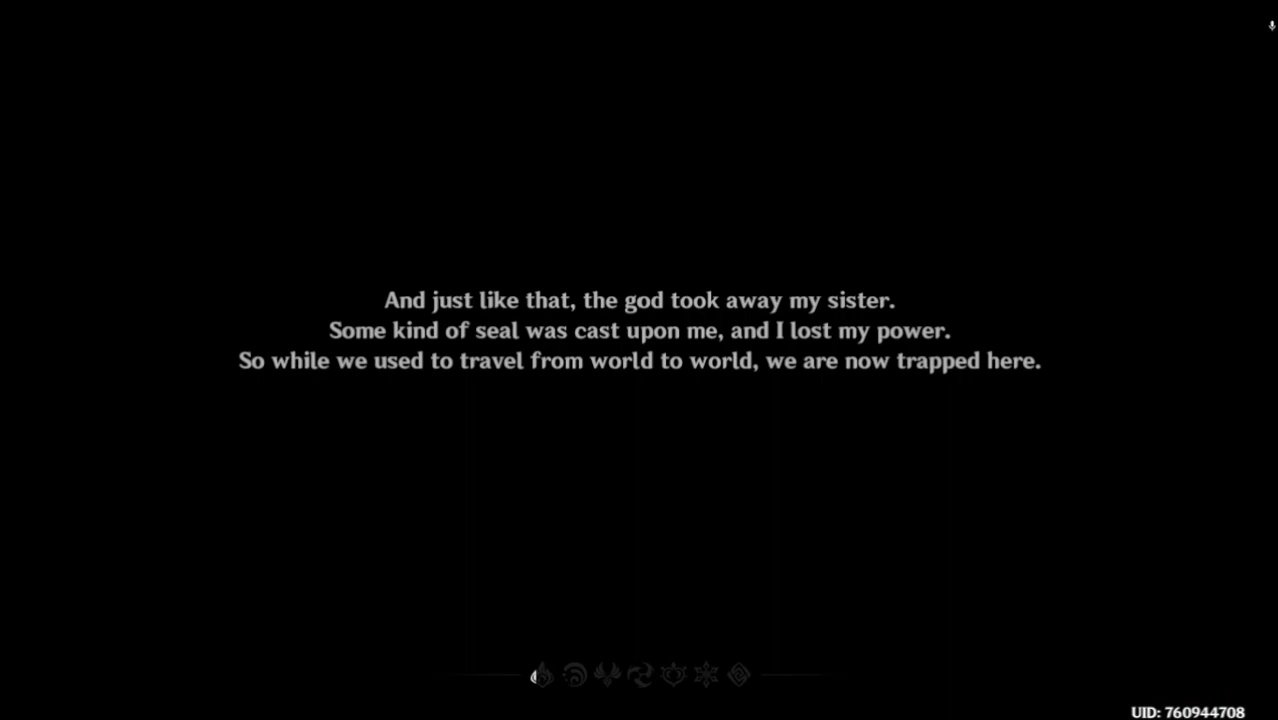 And just like that, the god took away my sister.
Some kind of seal was cast upon me, and I lost my power.
So while we used to travel from world to world, we are now trapped here.
UID: 760944708